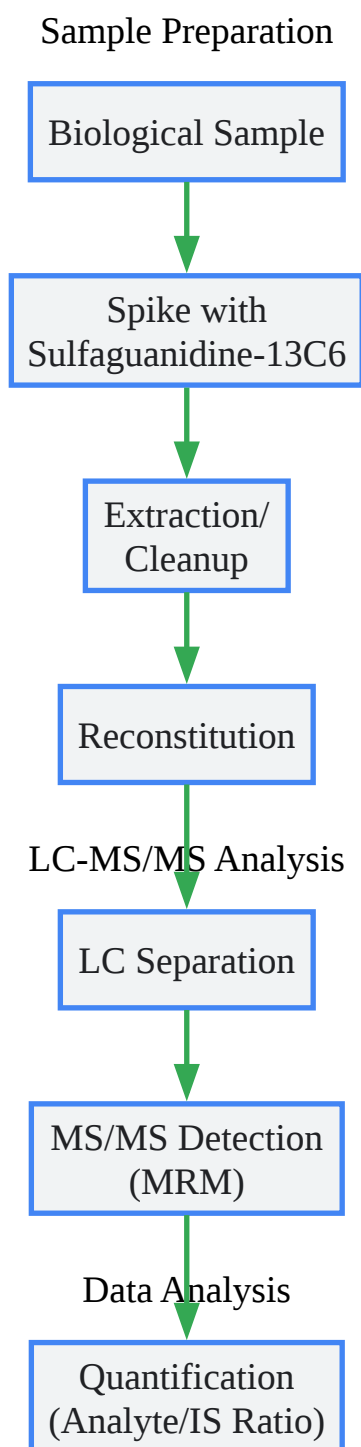 Sample Preparation
Biological Sample
Spike with
Sulfaguanidine-13C6
Extraction/
Cleanup
Reconstitution
LC-MS/MS Analysis
LC Separation
MS/MS Detection
(MRM)
Data Analysis
Quantification
(Analyte/IS Ratio)